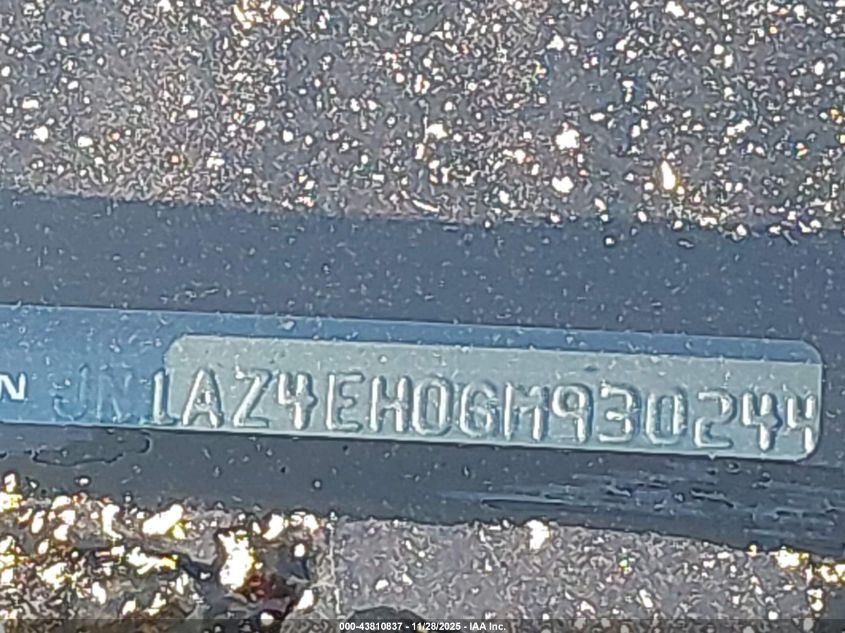 N JN1AZ4EH0GM930244
000-43810837 - 11/28/2025 - IAA Inc.